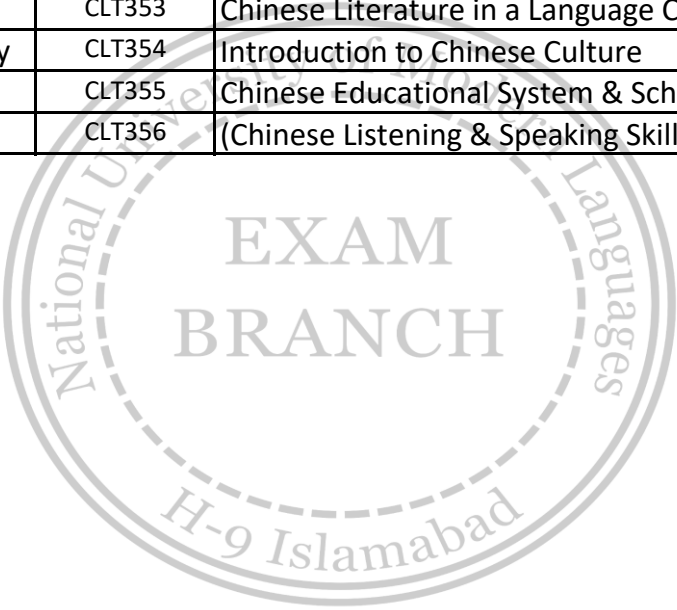 CLT353 Chinese Literature in a Language C
y CLT354 Introduction to Chinese Culture
CLT355 Chinese Educational System & Sch
CLT356 (Chinese Listening & Speaking Skill
National University of Modern Languages
EXAM
BRANCH
H-9 Islamabad